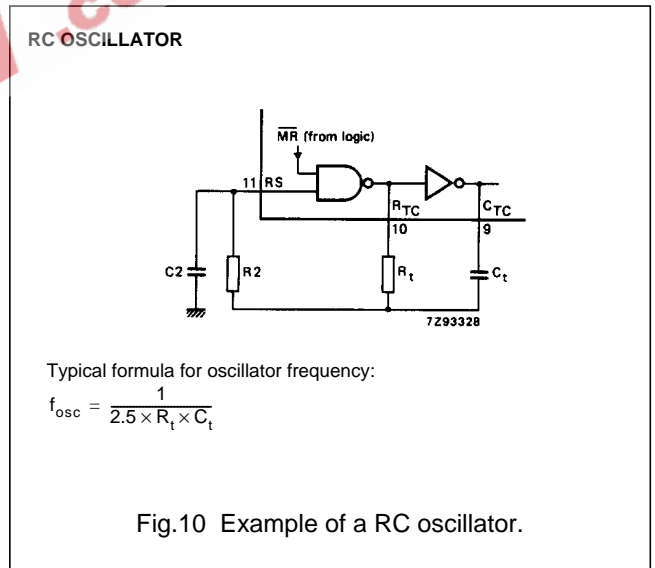 .co
RC OSCILLATOR
MR (from logic)
11 RS
RTC
CTC
10
9
C2
R2
Rt
Ct
7Z93328
Typical formula for oscillator frequency:
fosc = 1 / 2.5 × Rt × Ct
Fig.10 Example of a RC oscillator.